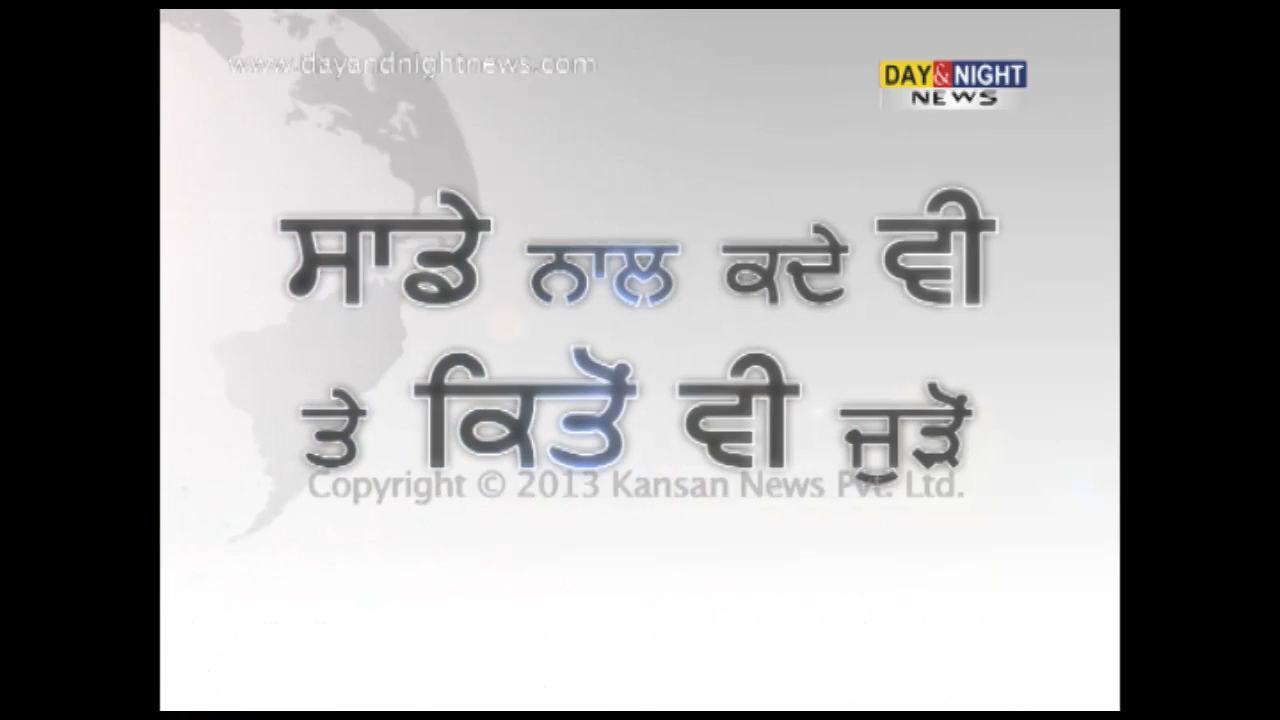 www.dayandnightnews.com
DAY&NIGHT
NEWS
ਸਾਡੇ ਨਾਲ ਕਦੇ ਵੀ
ਤੇ ਕਿਤੋਂ ਵੀ ਜੁੜੋਂ
Copyright © 2013 Kansan News Pvt. Ltd.